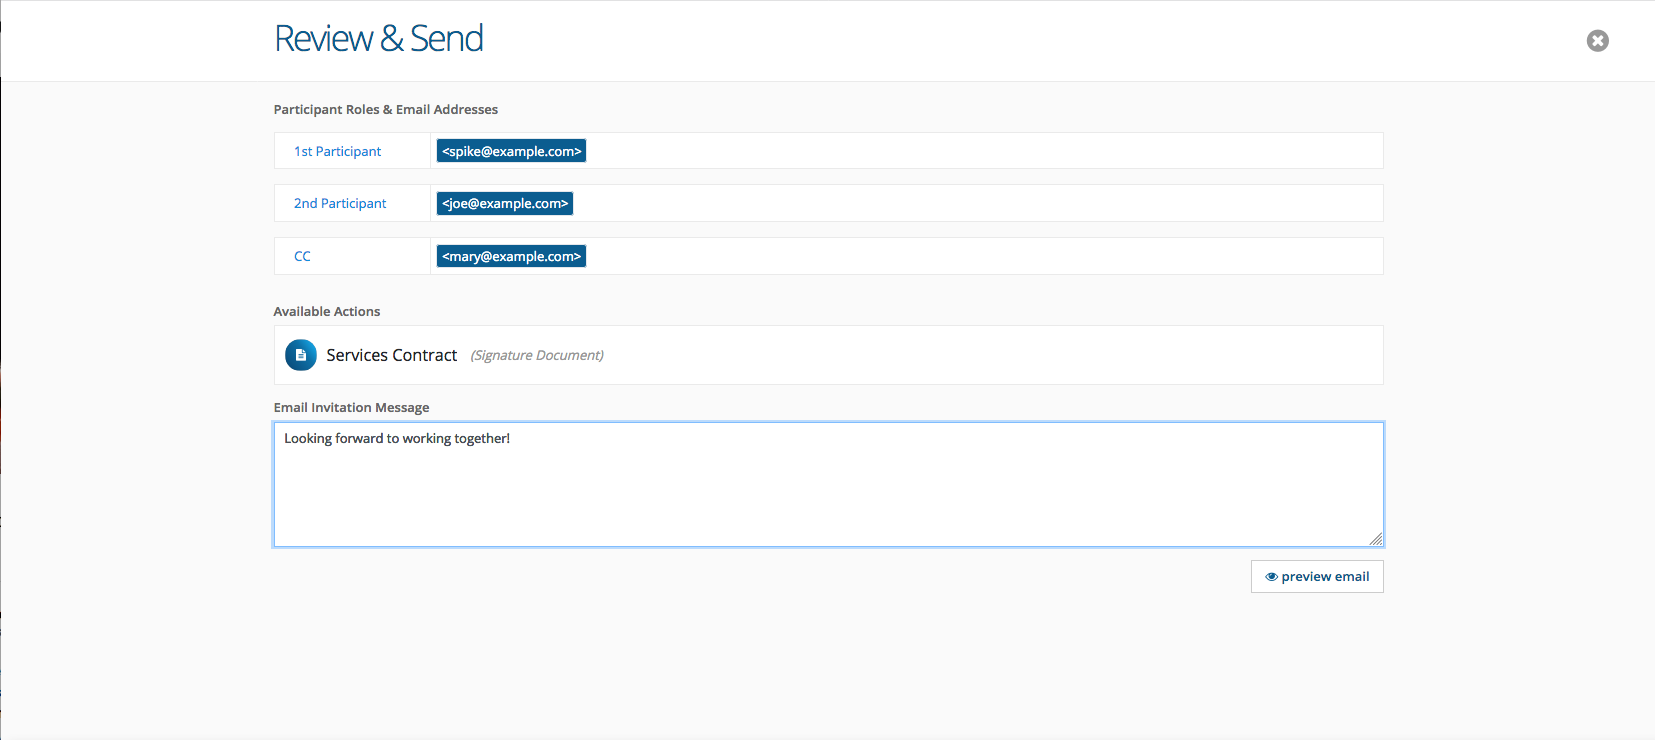 Review & Send
Participant Roles & Email Addresses
1st Participant <spike@example.com>
2nd Participant <joe@example.com>
CC <mary@example.com>
Available Actions
Services Contract (Signature Document)
Email Invitation Message
Looking forward to working together!
preview email